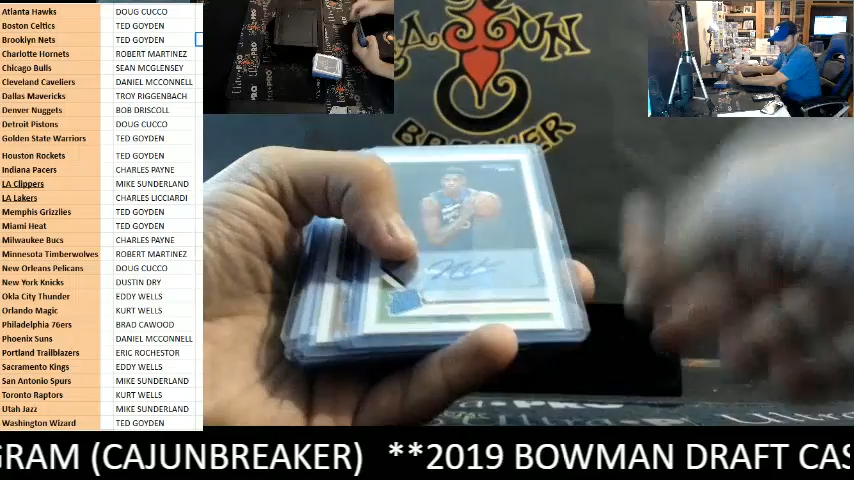 Atlanta Hawks DOUG CUCCO
Boston Celtics TED GOYDEN
Brooklyn Nets TED GOYDEN
Charlotte Hornets ROBERT MARTINEZ
Chicago Bulls SEAN MCGLENSEY
Cleveland Cavaliers DANIEL MCCONNELL
Dallas Mavericks TROY RIGGENBACH
Denver Nuggets BOB DRISCOLL
Detroit Pistons DOUG CUCCO
Golden State Warriors TED GOYDEN
Houston Rockets TED GOYDEN
Indiana Pacers CHARLES PAYNE
LA Clippers MIKE SUNDERLAND
LA Lakers CHARLES LICCIARDI
Memphis Grizzlies TED GOYDEN
Miami Heat TED GOYDEN
Milwaukee Bucs CHARLES PAYNE
Minnesota Timberwolves ROBERT MARTINEZ
New Orleans Pelicans DOUG CUCCO
New York Knicks DUSTIN DRY
Okla City Thunder EDDY WELLS
Orlando Magic KURT WELLS
Philadelphia 76ers BRAD CAWOOD
Phoenix Suns DANIEL MCCONNELL
Portland Trailblazers ERIC ROCHESTOR
Sacramento Kings EDDY WELLS
San Antonio Spurs MIKE SUNDERLAND
Toronto Raptors KURT WELLS
Utah Jazz MIKE SUNDERLAND
Washington Wizard TED GOYDEN
AJUN
BREAKER
GRAM (CAJUNBREAKER) **2019 BOWMAN DRAFT CAS